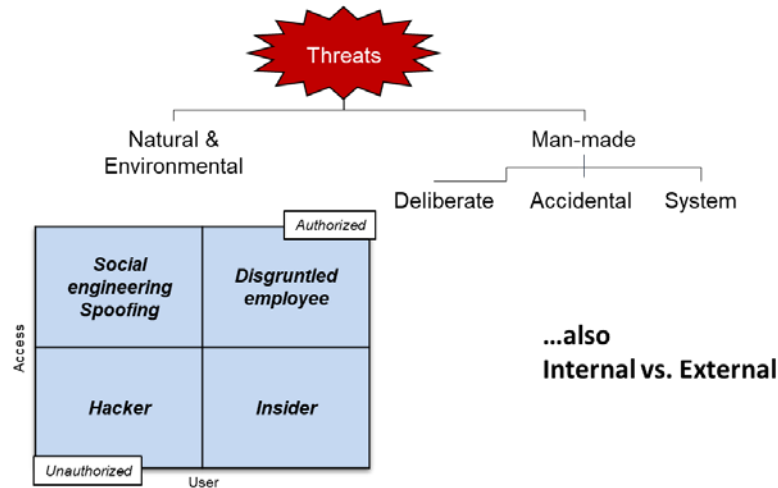 Threats
Natural &
Environmental
Man-made
Deliberate
Accidental
System
Authorized
Social
engineering
Spoofing
Disgruntled
employee
Access
Hacker
Insider
Unauthorized
User
...also
Internal vs. External